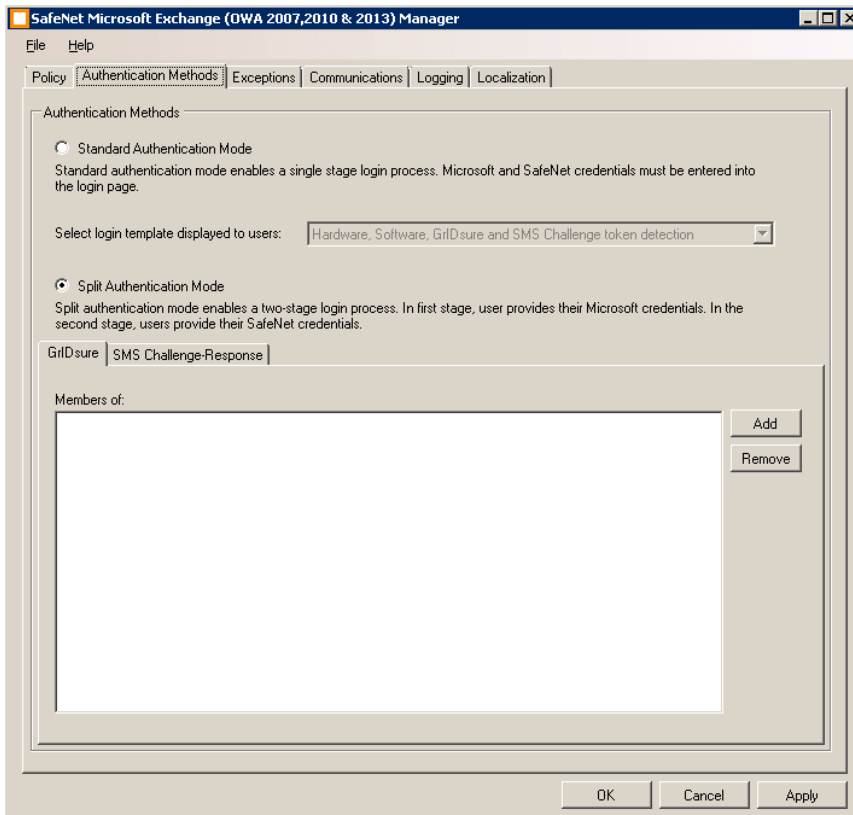 SafeNet Microsoft Exchange (OWA 2007,2010 & 2013) Manager
File Help
Policy Authentication Methods Exceptions Communications Logging Localization
Authentication Methods
Standard Authentication Mode
Standard authentication mode enables a single stage login process. Microsoft and SafeNet credentials must be entered into
the login page.
Select login template displayed to users: Hardware, Software, GrIDsure and SMS Challenge token detection
Split Authentication Mode
Split authentication mode enables a two-stage login process. In first stage, user provides their Microsoft credentials. In the
second stage, users provide their SafeNet credentials.
GrIDsure SMS Challenge-Response
Members of:
Add
Remove
OK Cancel Apply